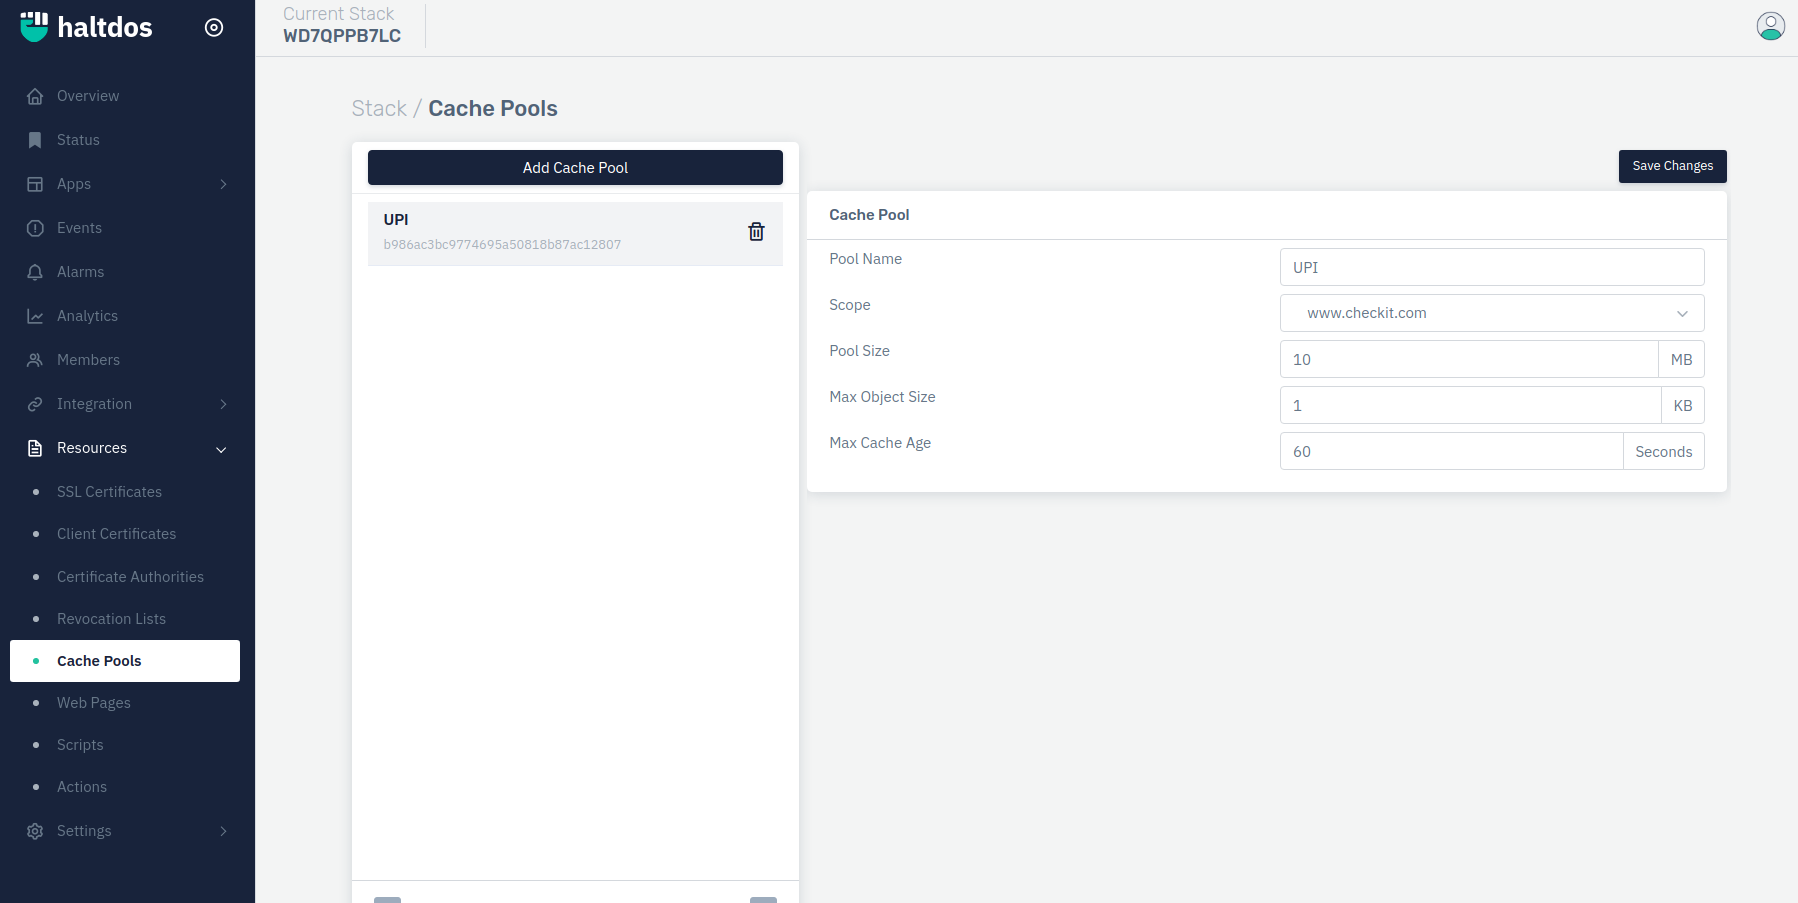 haltdos
Current Stack
WD7QPPB7LC
Overview
Status
Apps
Events
Alarms
Analytics
Members
Integration
Resources
SSL Certificates
Client Certificates
Certificate Authorities
Revocation Lists
Cache Pools
Web Pages
Scripts
Actions
Settings
Stack / Cache Pools
Add Cache Pool
UPI
b986ac3bc9774695a50818b87ac12807
Save Changes
Cache Pool
Pool Name UPI
Scope www.checkit.com
Pool Size 10 MB
Max Object Size 1 KB
Max Cache Age 60 Seconds